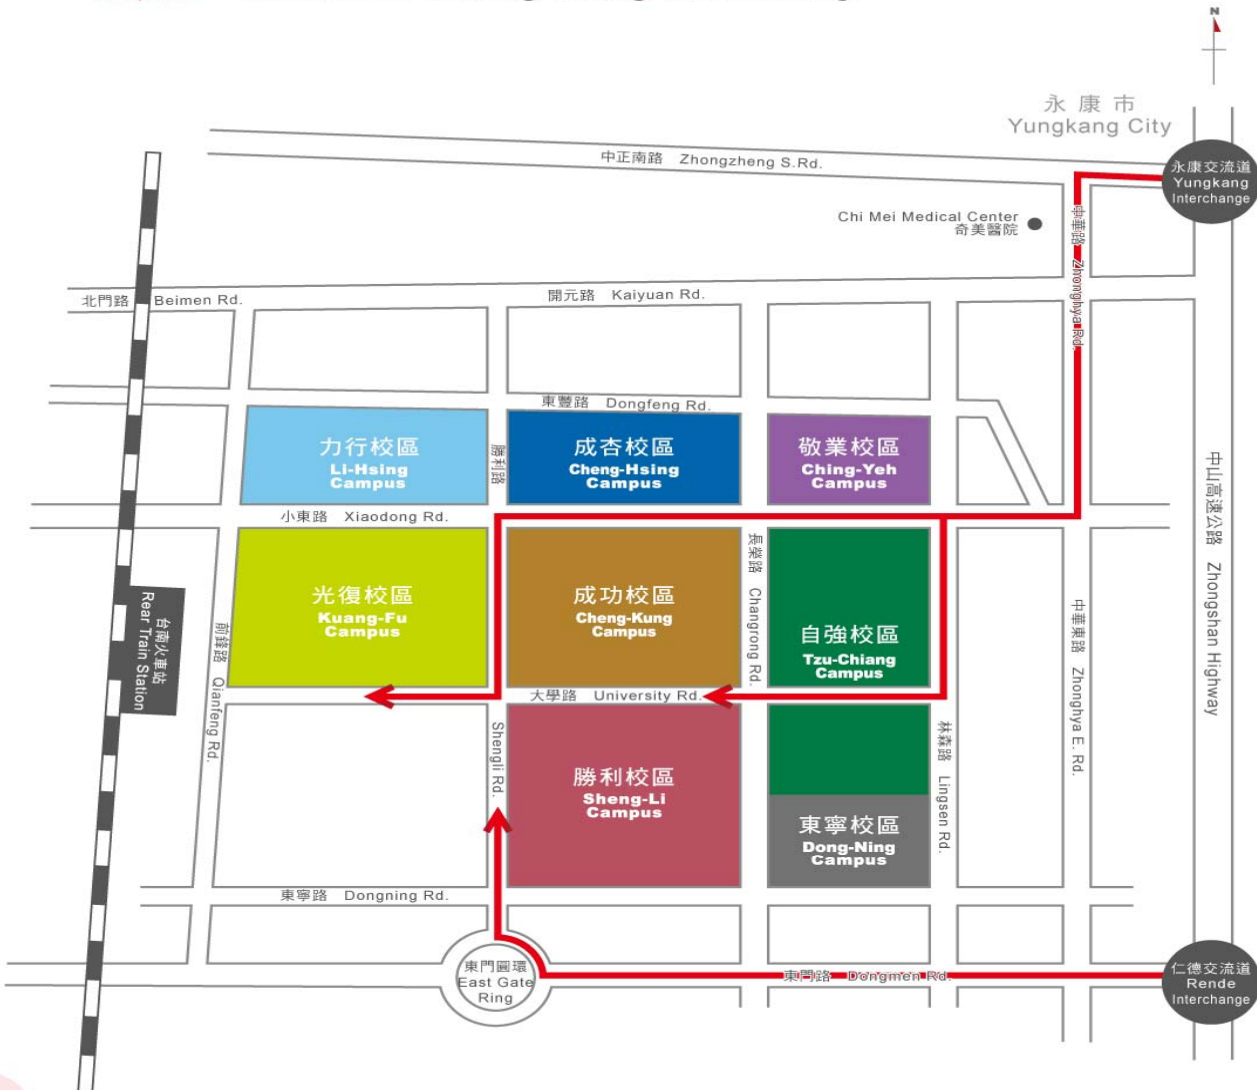 N
永康市
Yungkang City
永康交流道
Yungkang
Interchange
中正南路 Zhongzheng S.Rd.
Chi Mei Medical Center
奇美醫院
中華路 Zhonghya Rd.
北門路 Beimen Rd.
開元路 Kaiyuan Rd.
東豐路 Dongfeng Rd.
力行校區
Li-Hsing
Campus
勝利路
成杏校區
Cheng-Hsing
Campus
敬業校區
Ching-Yeh
Campus
中山高速公路 Zhongshan Highway
小東路 Xiaodong Rd.
光復校區
Kuang-Fu
Campus
成功校區
Cheng-Kung
Campus
長榮路 Changrong Rd.
自強校區
Tzu-Chiang
Campus
台南火車站
Rear Train Station
前鋒路 Qianfeng Rd.
中華東路 Zhonghya E. Rd.
大學路 University Rd.
Shengli Rd.
勝利校區
Sheng-Li
Campus
林森路 Lingsen Rd.
東寧校區
Dong-Ning
Campus
東寧路 Dongning Rd.
東門圓環
East Gate
Ring
東門路 Dongmen Rd.
仁德交流道
Rende
Interchange